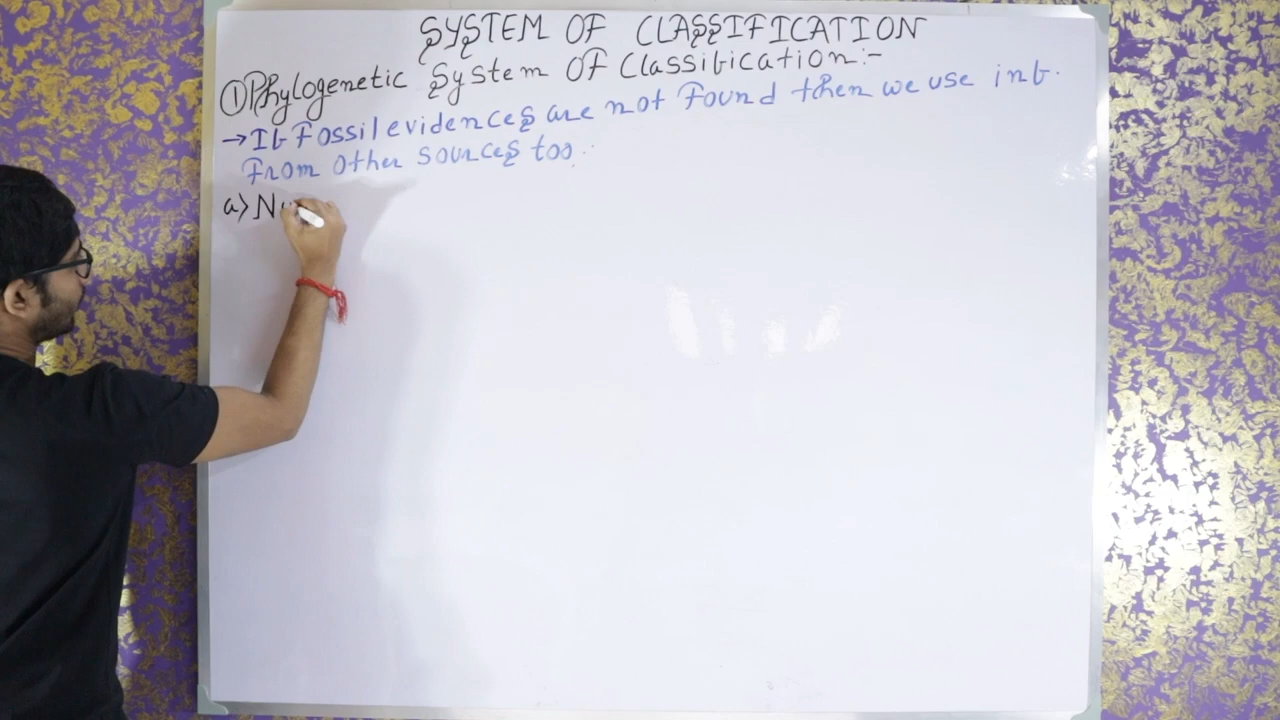 SYSTEM OF CLASSIFICATION
① Phylogenetic System Of Classification:-
→ If Fossil evidences are not Found then we use inf.
From other sources too.
a) Nu